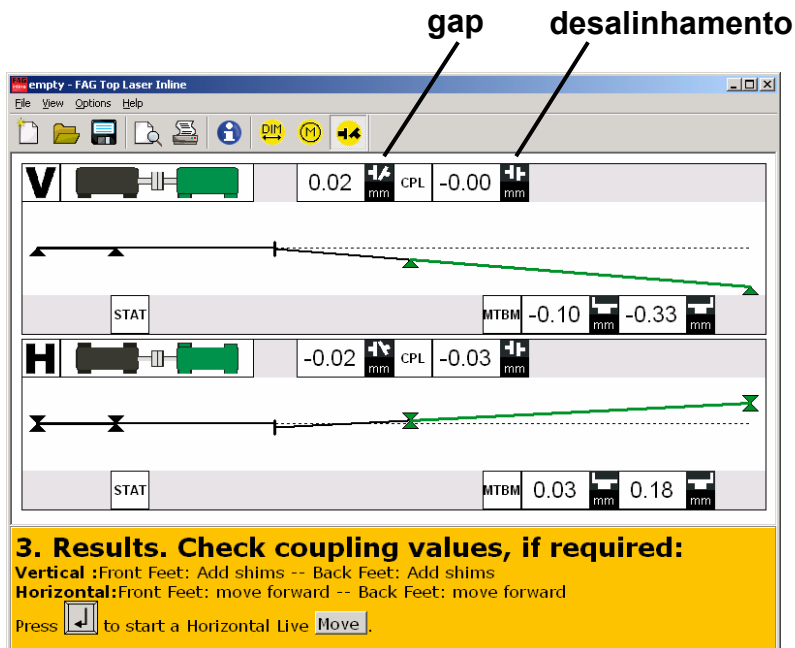 gap desalinhamento
empty - FAG Top Laser Inline
File View Options Help
DIM M
V 0.02 mm CPL -0.00 mm
STAT MTBM -0.10 mm -0.33 mm
H -0.02 mm CPL -0.03 mm
STAT MTBM 0.03 mm 0.18 mm
3. Results. Check coupling values, if required:
Vertical :Front Feet: Add shims -- Back Feet: Add shims
Horizontal:Front Feet: move forward -- Back Feet: move forward
Press to start a Horizontal Live Move .